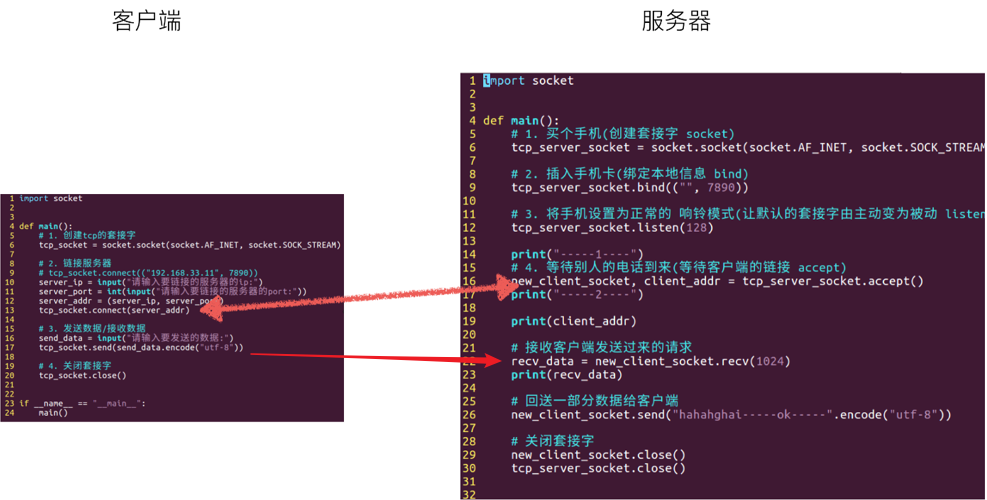 客户端
服务器
1 import socket
2
3
4 def main():
5 # 1. 创建tcp的套接字
6 tcp_socket = socket.socket(socket.AF_INET, socket.SOCK_STREAM)
7
8 # 2. 链接服务器
9 # tcp_socket.connect(("192.168.33.11", 7890))
10 server_ip = input("请输入要链接的服务器的ip:")
11 server_port = int(input("请输入要链接的服务器的port:"))
12 server_addr = (server_ip, server_port)
13 tcp_socket.connect(server_addr)
14
15 # 3. 发送数据/接收数据
16 send_data = input("请输入要发送的数据:")
17 tcp_socket.send(send_data.encode("utf-8"))
18
19 # 4. 关闭套接字
20 tcp_socket.close()
21
22
23 if __name__ == "__main__":
24 main()
1 import socket
2
3
4 def main():
5 # 1. 买个手机(创建套接字 socket)
6 tcp_server_socket = socket.socket(socket.AF_INET, socket.SOCK_STREAM
7
8 # 2. 插入手机卡(绑定本地信息 bind)
9 tcp_server_socket.bind(("", 7890))
10
11 # 3. 将手机设置为正常的 响铃模式(让默认的套接字由主动变为被动 listen
12 tcp_server_socket.listen(128)
13
14 print("-----1----")
15 # 4. 等待别人的电话到来(等待客户端的链接 accept)
16 new_client_socket, client_addr = tcp_server_socket.accept()
17 print("-----2----")
18
19 print(client_addr)
20
21 # 接收客户端发送过来的请求
22 recv_data = new_client_socket.recv(1024)
23 print(recv_data)
24
25 # 回送一部分数据给客户端
26 new_client_socket.send("hahahghai-----ok-----".encode("utf-8"))
27
28 # 关闭套接字
29 new_client_socket.close()
30 tcp_server_socket.close()
31
32